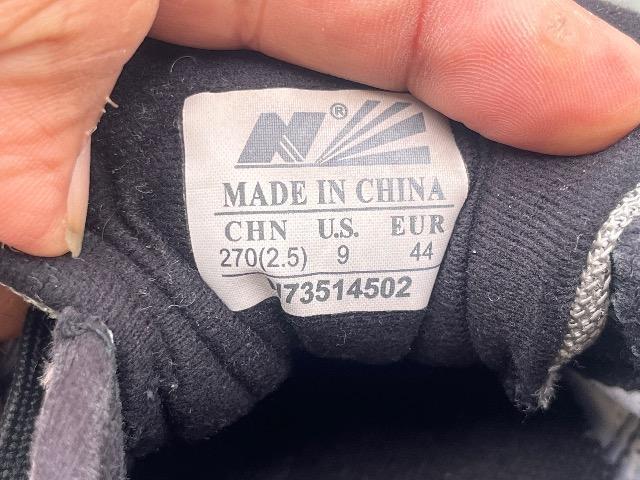 N®
MADE IN CHINA
CHN U.S. EUR
270(2.5) 9 44
73514502